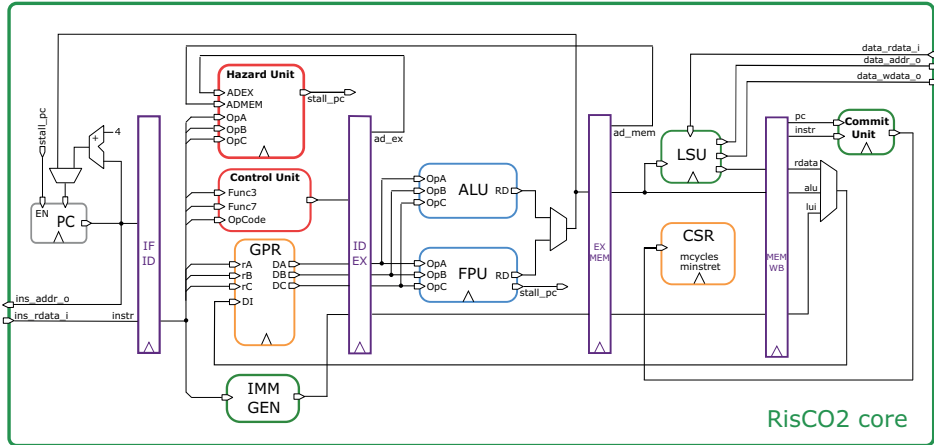 data_rdata_i
data_addr_o
data_wdata_o
Hazard Unit
ADEX
ADMEM
OpA
OpB
OpC
stall_pc
stall_pc
4
+
EN
PC
ins_addr_o
ins_rdata_i
instr
IF
ID
Control Unit
Func3
Func7
OpCode
GPR
rA
rB
rC
DI
DA
DB
DC
IMM
GEN
ad_ex
ID
EX
ALU
OpA
OpB
OpC
RD
FPU
OpA
OpB
OpC
RD
stall_pc
EX
MEM
ad_mem
LSU
CSR
mcycles
minstret
MEM
WB
pc
instr
Commit
Unit
rdata
alu
lui
RisCO2 core